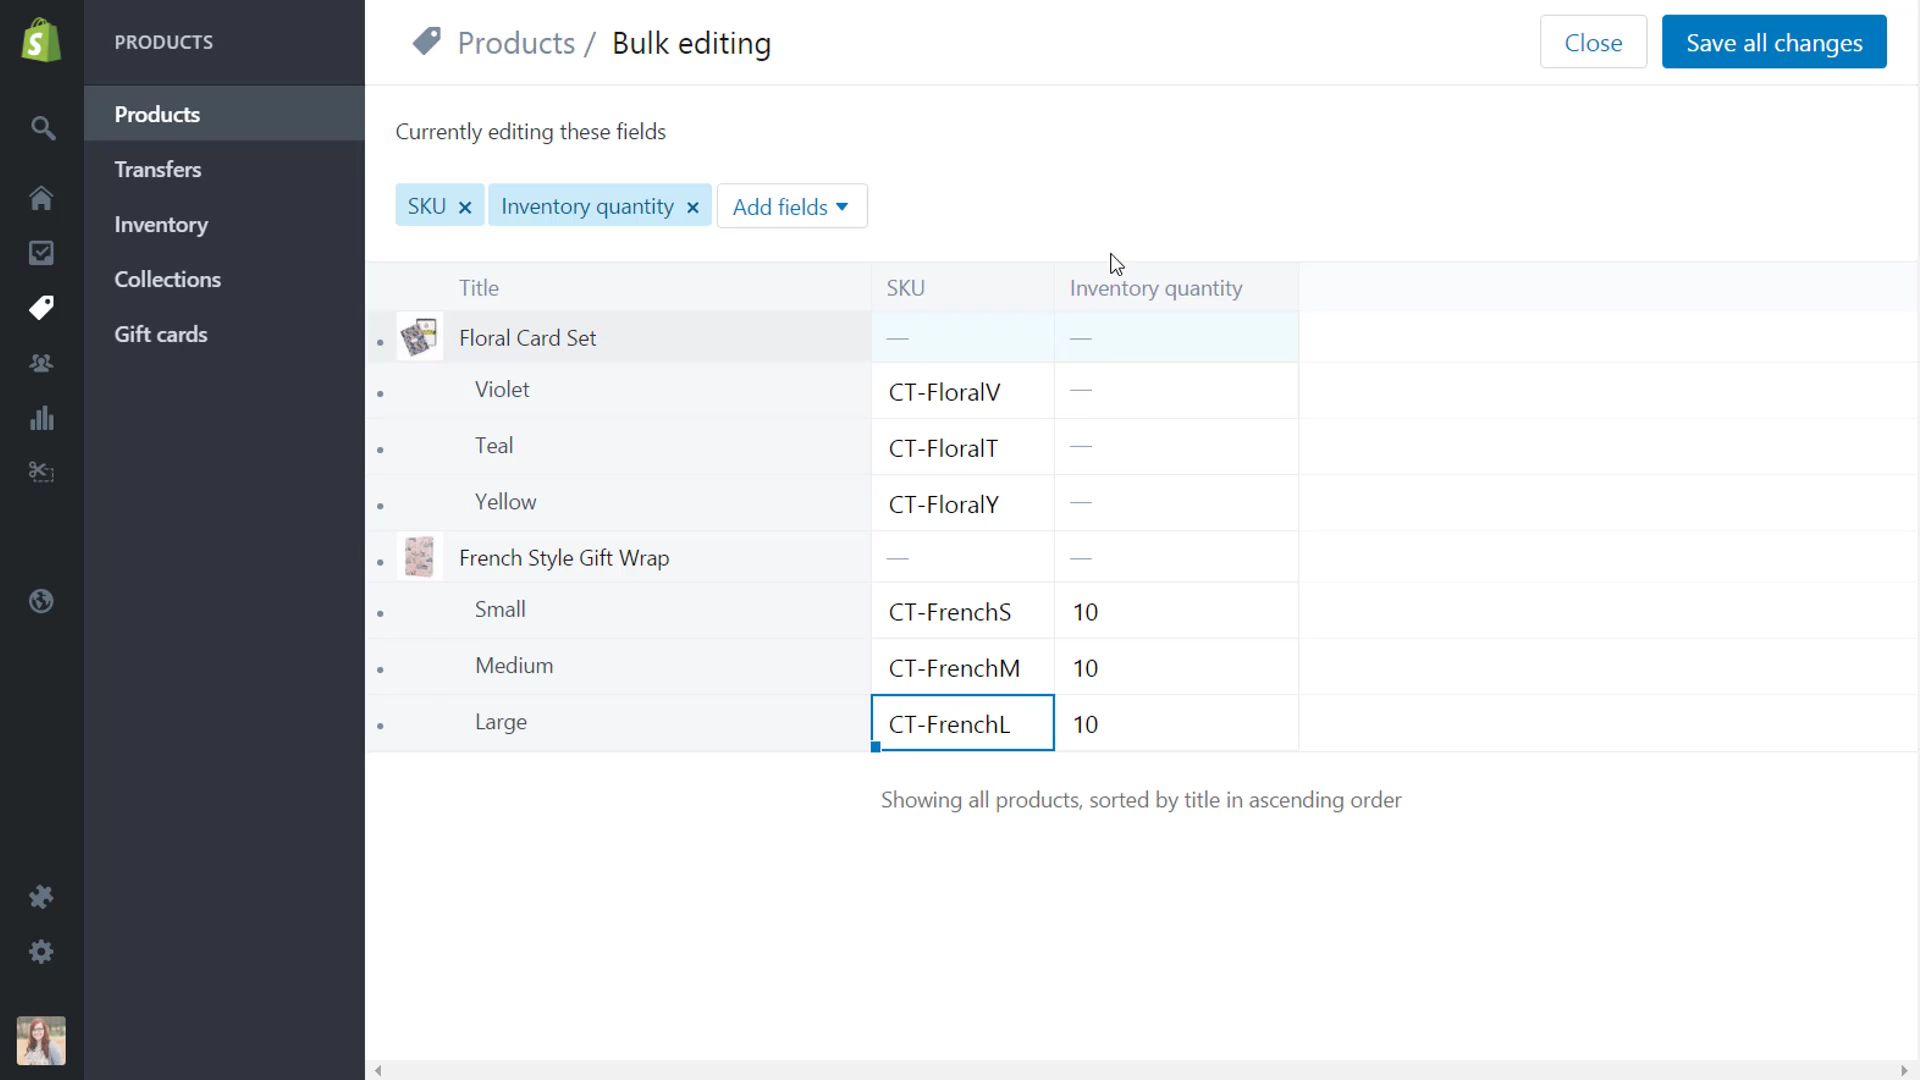 PRODUCTS
Products
Transfers
Inventory
Collections
Gift cards
Products / Bulk editing
Close
Save all changes
Currently editing these fields
SKU × Inventory quantity × Add fields ▼
Title SKU Inventory quantity
Floral Card Set — —
Violet CT-FloralV —
Teal CT-FloralT —
Yellow CT-FloralY —
French Style Gift Wrap — —
Small CT-FrenchS 10
Medium CT-FrenchM 10
Large CT-FrenchL 10
Showing all products, sorted by title in ascending order